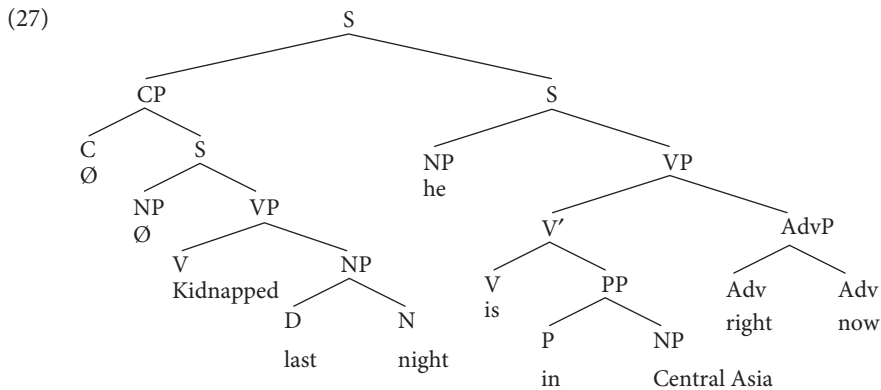 (27) S
CP S
C S NP VP
Ø he
NP VP V′ AdvP
Ø
V NP V PP Adv Adv
Kidnapped is right now
D N P NP
last night in Central Asia